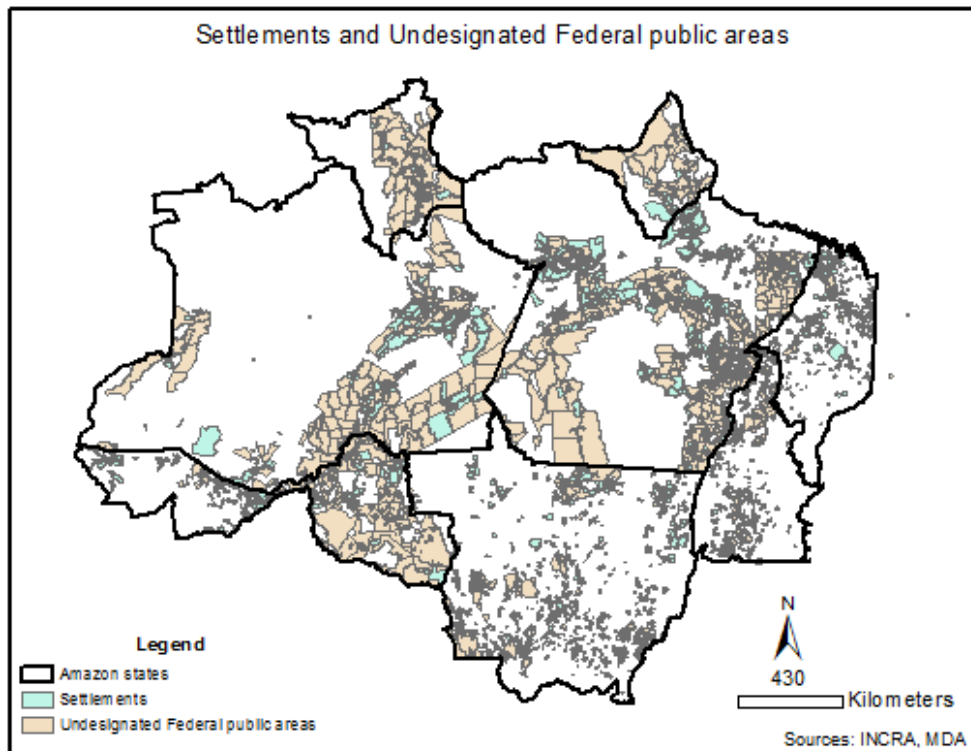 Settlements and Undesignated Federal public areas
N
430
Kilometers
Legend
Amazon states
Settlements
Undesignated Federal public areas
Sources: INCRA, MDA